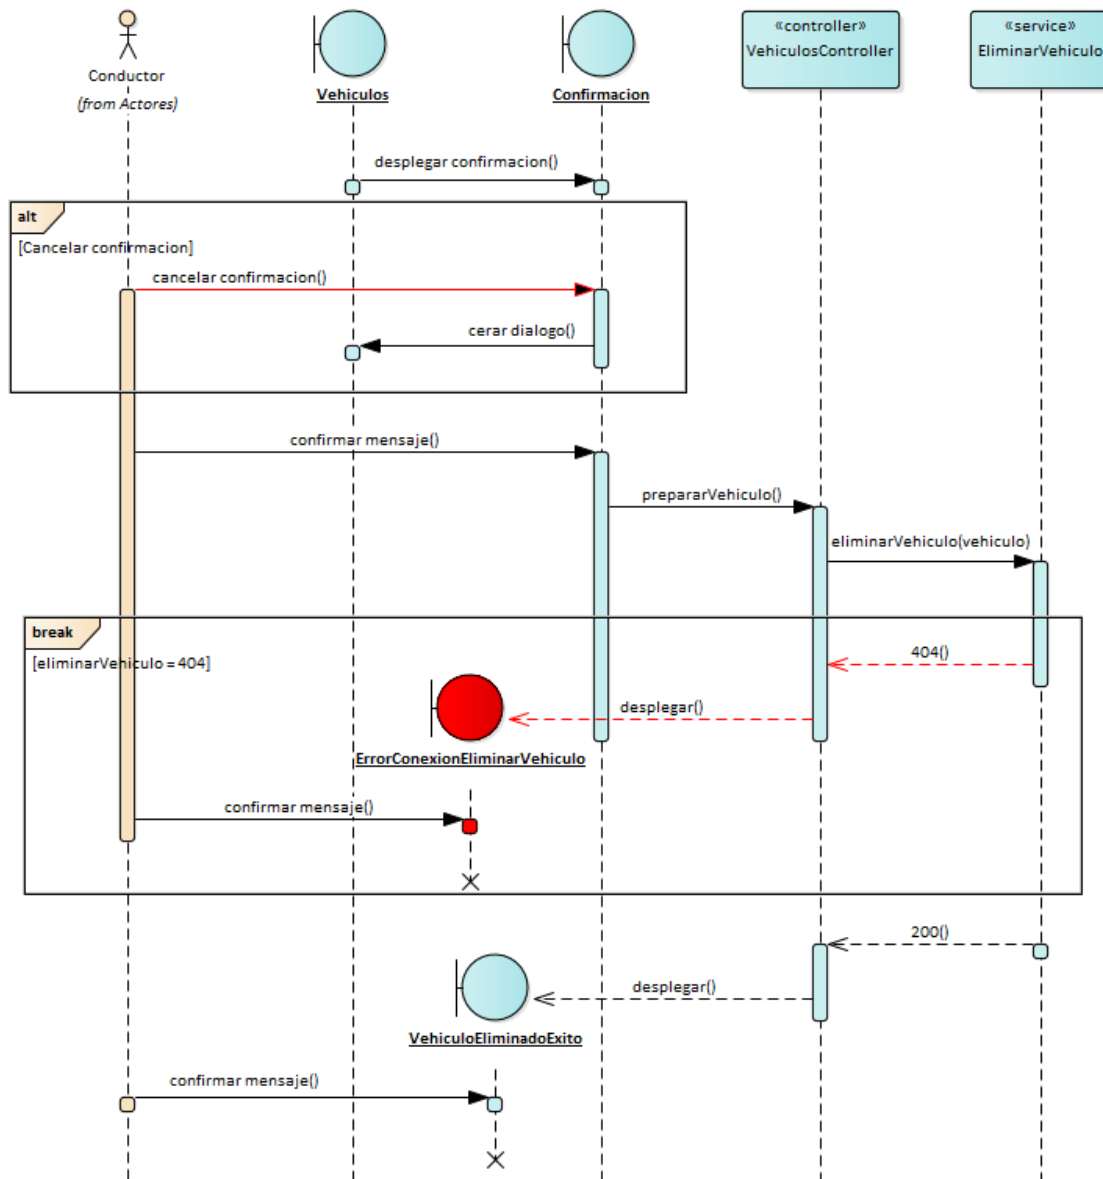 «controller»
«service»
VehiculosController
EliminarVehiculo
Conductor
(from Actores)
Vehiculos
Confirmacion
desplegar confirmacion()
alt
[Cancelar confirmacion]
cancelar confirmacion()
cerar dialogo()
confirmar mensaje()
prepararVehiculo()
eliminarVehiculo(vehiculo)
break
[eliminarVehiculo = 404]
404()
desplegar()
ErrorConexionEliminarVehiculo
confirmar mensaje()
200()
desplegar()
VehiculoEliminadoExito
confirmar mensaje()